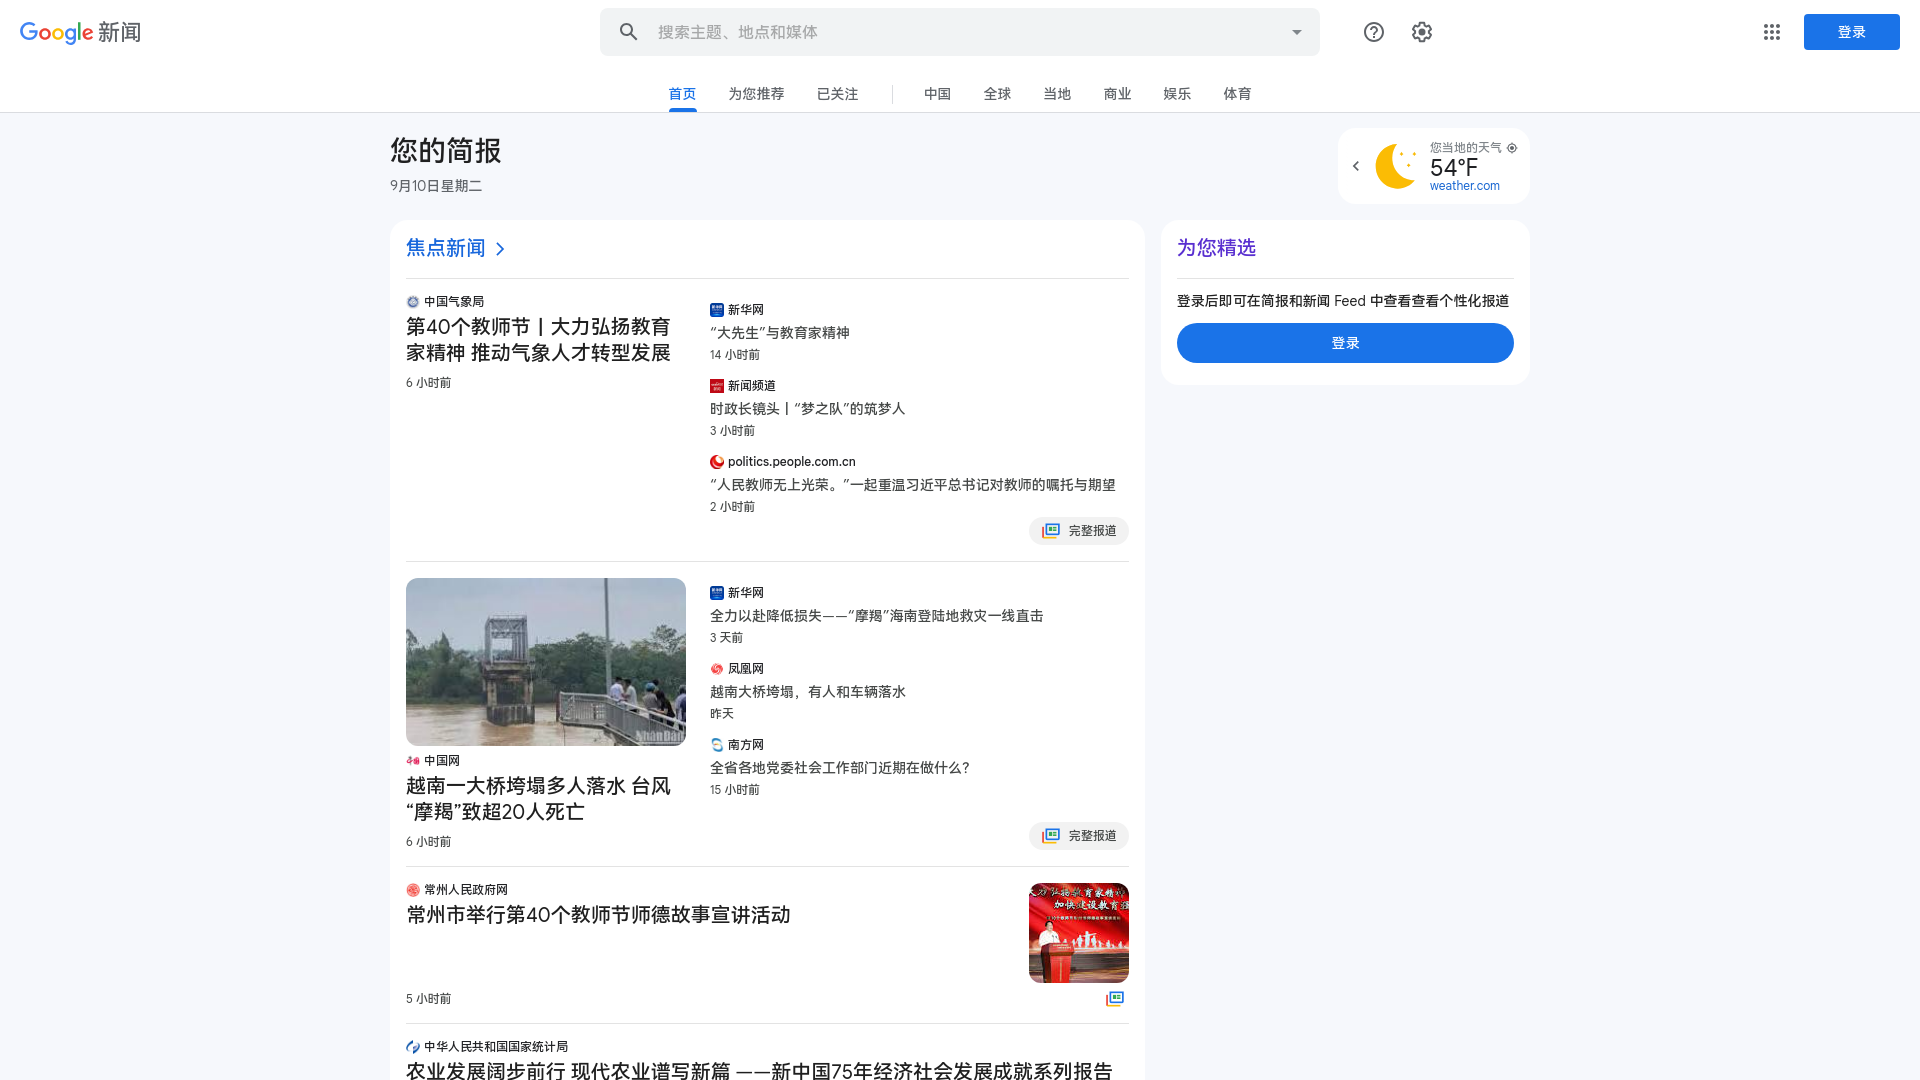 Google 新闻
搜索主题、地点和媒体
登录
首页
为您推荐
已关注
中国
全球
当地
商业
娱乐
体育
您的简报
9月10日星期二
您当地的天气
54°F
weather.com
焦点新闻
中国气象局
第40个教师节丨大力弘扬教育
家精神 推动气象人才转型发展
6 小时前
新华网
“大先生”与教育家精神
14 小时前
新闻频道
时政长镜头丨“梦之队”的筑梦人
3 小时前
politics.people.com.cn
“人民教师无上光荣。”一起重温习近平总书记对教师的嘱托与期望
2 小时前
完整报道
为您精选
登录后即可在简报和新闻 Feed 中查看查看个性化报道
登录
NhanDan
中国网
越南一大桥垮塌多人落水 台风
“摩羯”致超20人死亡
6 小时前
新华网
全力以赴降低损失——“摩羯”海南登陆地救灾一线直击
3 天前
凤凰网
越南大桥垮塌，有人和车辆落水
昨天
南方网
全省各地党委社会工作部门近期在做什么？
15 小时前
完整报道
常州人民政府网
常州市举行第40个教师节师德故事宣讲活动
5 小时前
大力弘扬教育家精神
加快建设教育强
中华人民共和国国家统计局
农业发展阔步前行 现代农业谱写新篇 ——新中国75年经济社会发展成就系列报告